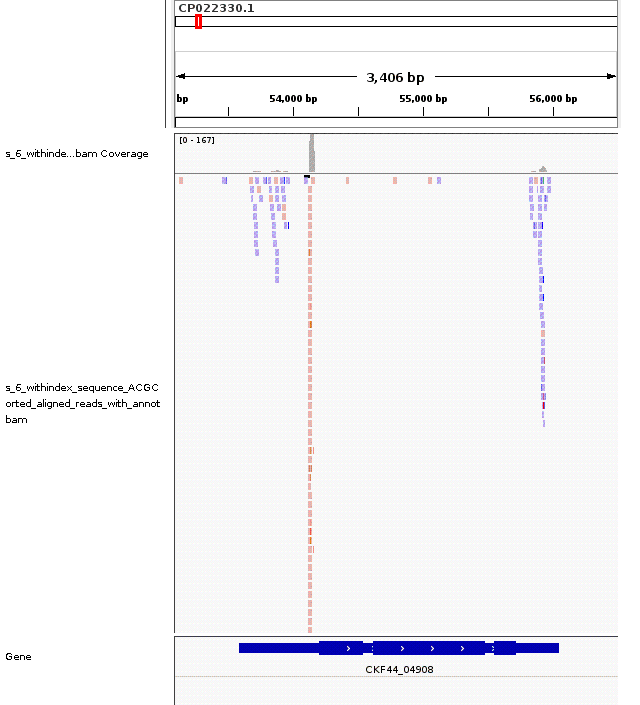 CP022330.1
3,406 bp
bp 54,000 bp 55,000 bp 56,000 bp
s_6_withinde...bam Coverage
[0 - 167]
s_6_withindex_sequence_ACGC
orted_aligned_reads_with_annot
bam
Gene
CKF44_04908